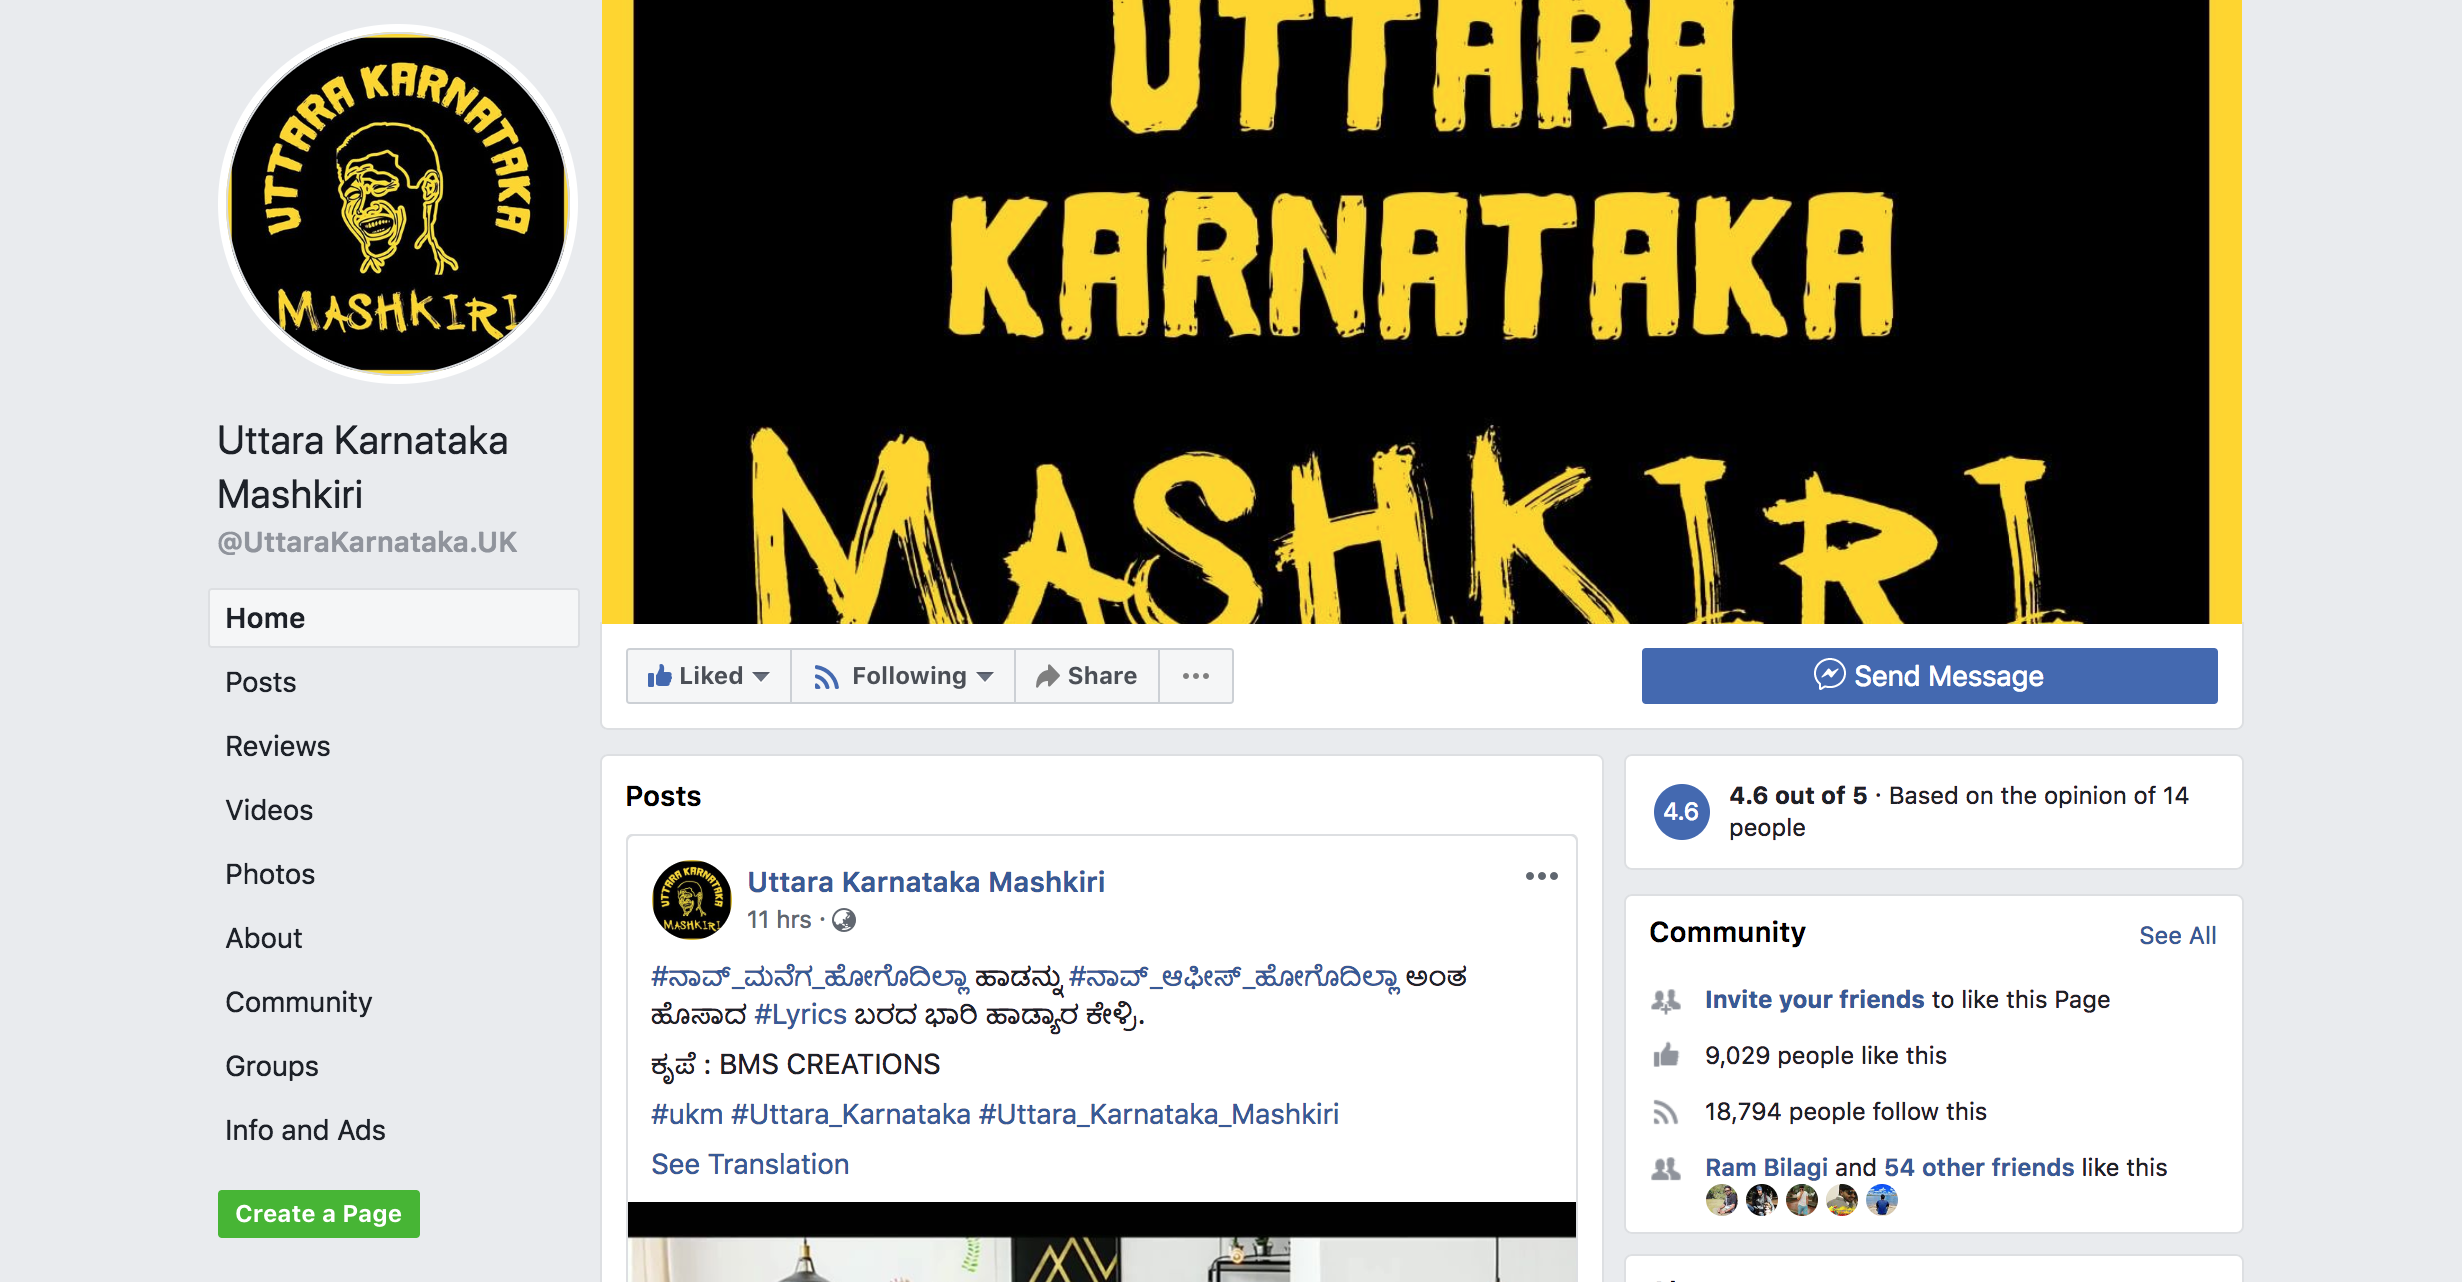 UTTARA KARNATAKA
MASHKIRI
Uttara Karnataka
Mashkiri
@UttaraKarnataka.UK
Home
Posts
Reviews
Videos
Photos
About
Community
Groups
Info and Ads
Create a Page
UTTARA
KARNATAKA
MASHKIRI
Liked
Following
Share
Send Message
Posts
UTTARA KARNATAKA
MASHKIRI
Uttara Karnataka Mashkiri
11 hrs ·
#ನಾವ್_ಮನೆಗ_ಹೋಗೊದಿಲ್ಲಾ ಹಾಡನ್ನು #ನಾವ್_ಆಫೀಸ್_ಹೋಗೊದಿಲ್ಲಾ ಅಂತ
ಹೊಸಾದ #Lyrics ಬರದ ಭಾರಿ ಹಾಡ್ಯಾರ ಕೇಳ್ರಿ.
ಕೃಪೆ : BMS CREATIONS
#ukm #Uttara_Karnataka #Uttara_Karnataka_Mashkiri
See Translation
4.6
4.6 out of 5 · Based on the opinion of 14
people
Community
See All
Invite your friends to like this Page
9,029 people like this
18,794 people follow this
Ram Bilagi and 54 other friends like this